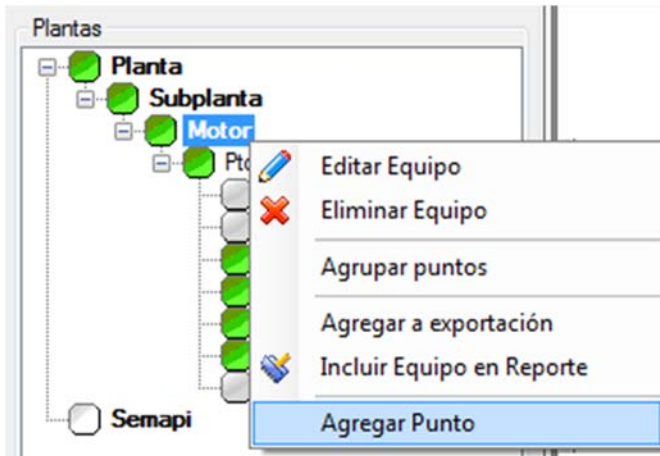 Plantas
Planta
Subplanta
Motor
Editar Equipo
Eliminar Equipo
Agrupar puntos
Agregar a exportación
Incluir Equipo en Reporte
Agregar Punto
Semapi